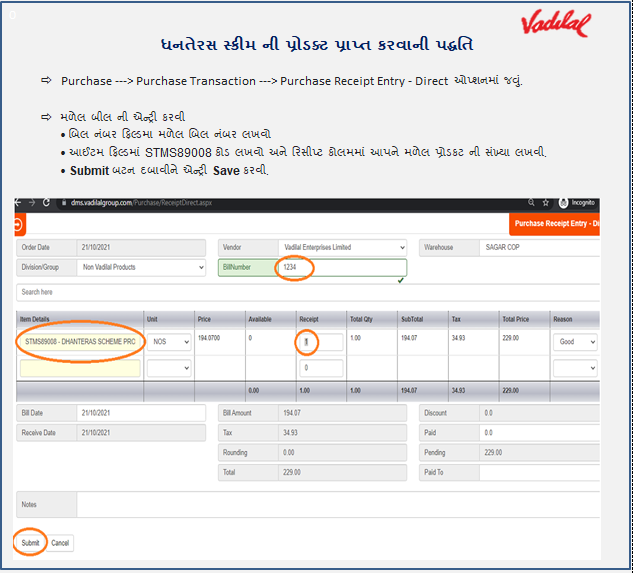 Vadilal
ધનતેરસ સ્કીમ ની પ્રોડક્ટ પ્રાપ્ત કરવાની પદ્ધતિ
⇨ Purchase ---> Purchase Transaction ---> Purchase Receipt Entry - Direct ઓપ્શનમાં જવું.
⇨ મળેલ બીલ ની એન્ટ્રી કરવી
• બિલ નંબર ફિલ્ડમા મળેલ બિલ નંબર લખવો
• આઈટમ ફિલ્ડમાં STMS89008 કોડ લખવો અને રિસીપ્ટ કોલમમાં આપને મળેલ પ્રોડક્ટ ની સંખ્યા લખવી.
• Submit બટન દબાવીને એન્ટ્રી Save કરવી.
dms.vadilalgroup.com/Purchase/ReceiptDirect.aspx Incognito
Purchase Receipt Entry - Di
Order Date 21/10/2021 Vendor Vadilal Enterprises Limited Warehouse SAGAR COP
Division/Group Non Vadilal Products BillNumber 1234
Search here
Item Details Unit Price Available Receipt Total Qty SubTotal Tax Total Price Reason
STMS89008 - DHANTERAS SCHEME PRC NOS 194.0700 0 1 1.00 194.07 34.93 229.00 Good
0
0.00 1.00 1.00 194.07 34.93 229.00
Bill Date 21/10/2021 Bill Amount 194.07 Discount 0.0
Receive Date 21/10/2021 Tax 34.93 Paid 0.0
Rounding 0.00 Pending 229.00
Total 229.00 Paid To
Notes
Submit Cancel